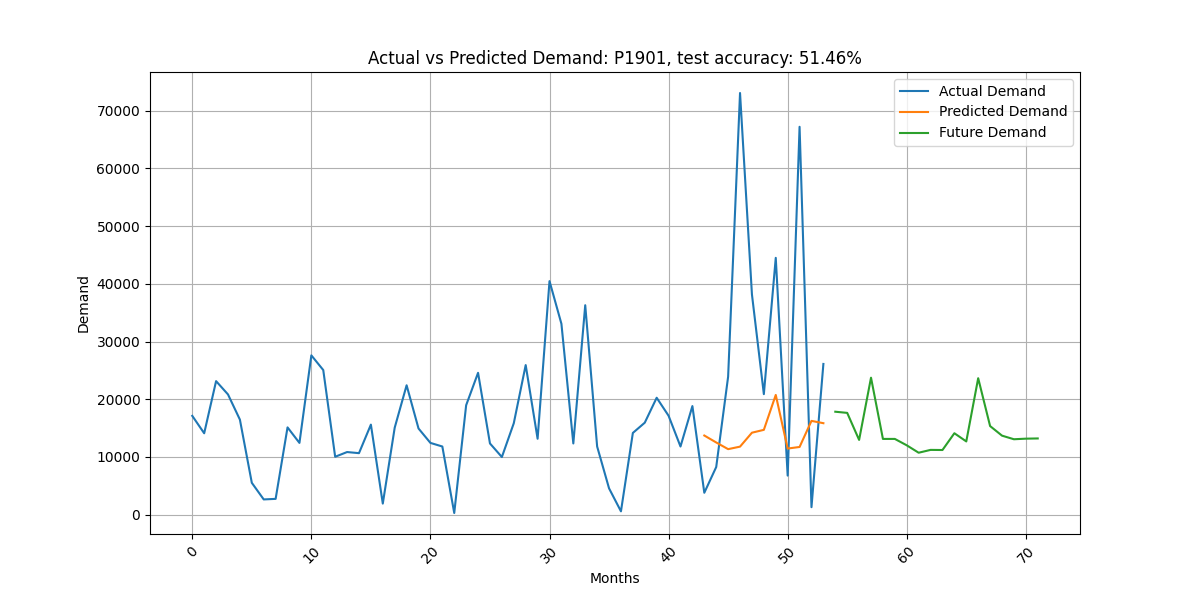 Actual vs Predicted Demand: P1901, test accuracy: 51.46%
Actual Demand
Predicted Demand
Future Demand
70000
60000
50000
40000
30000
20000
10000
0
Demand
0 10 20 30 40 50 60 70
Months